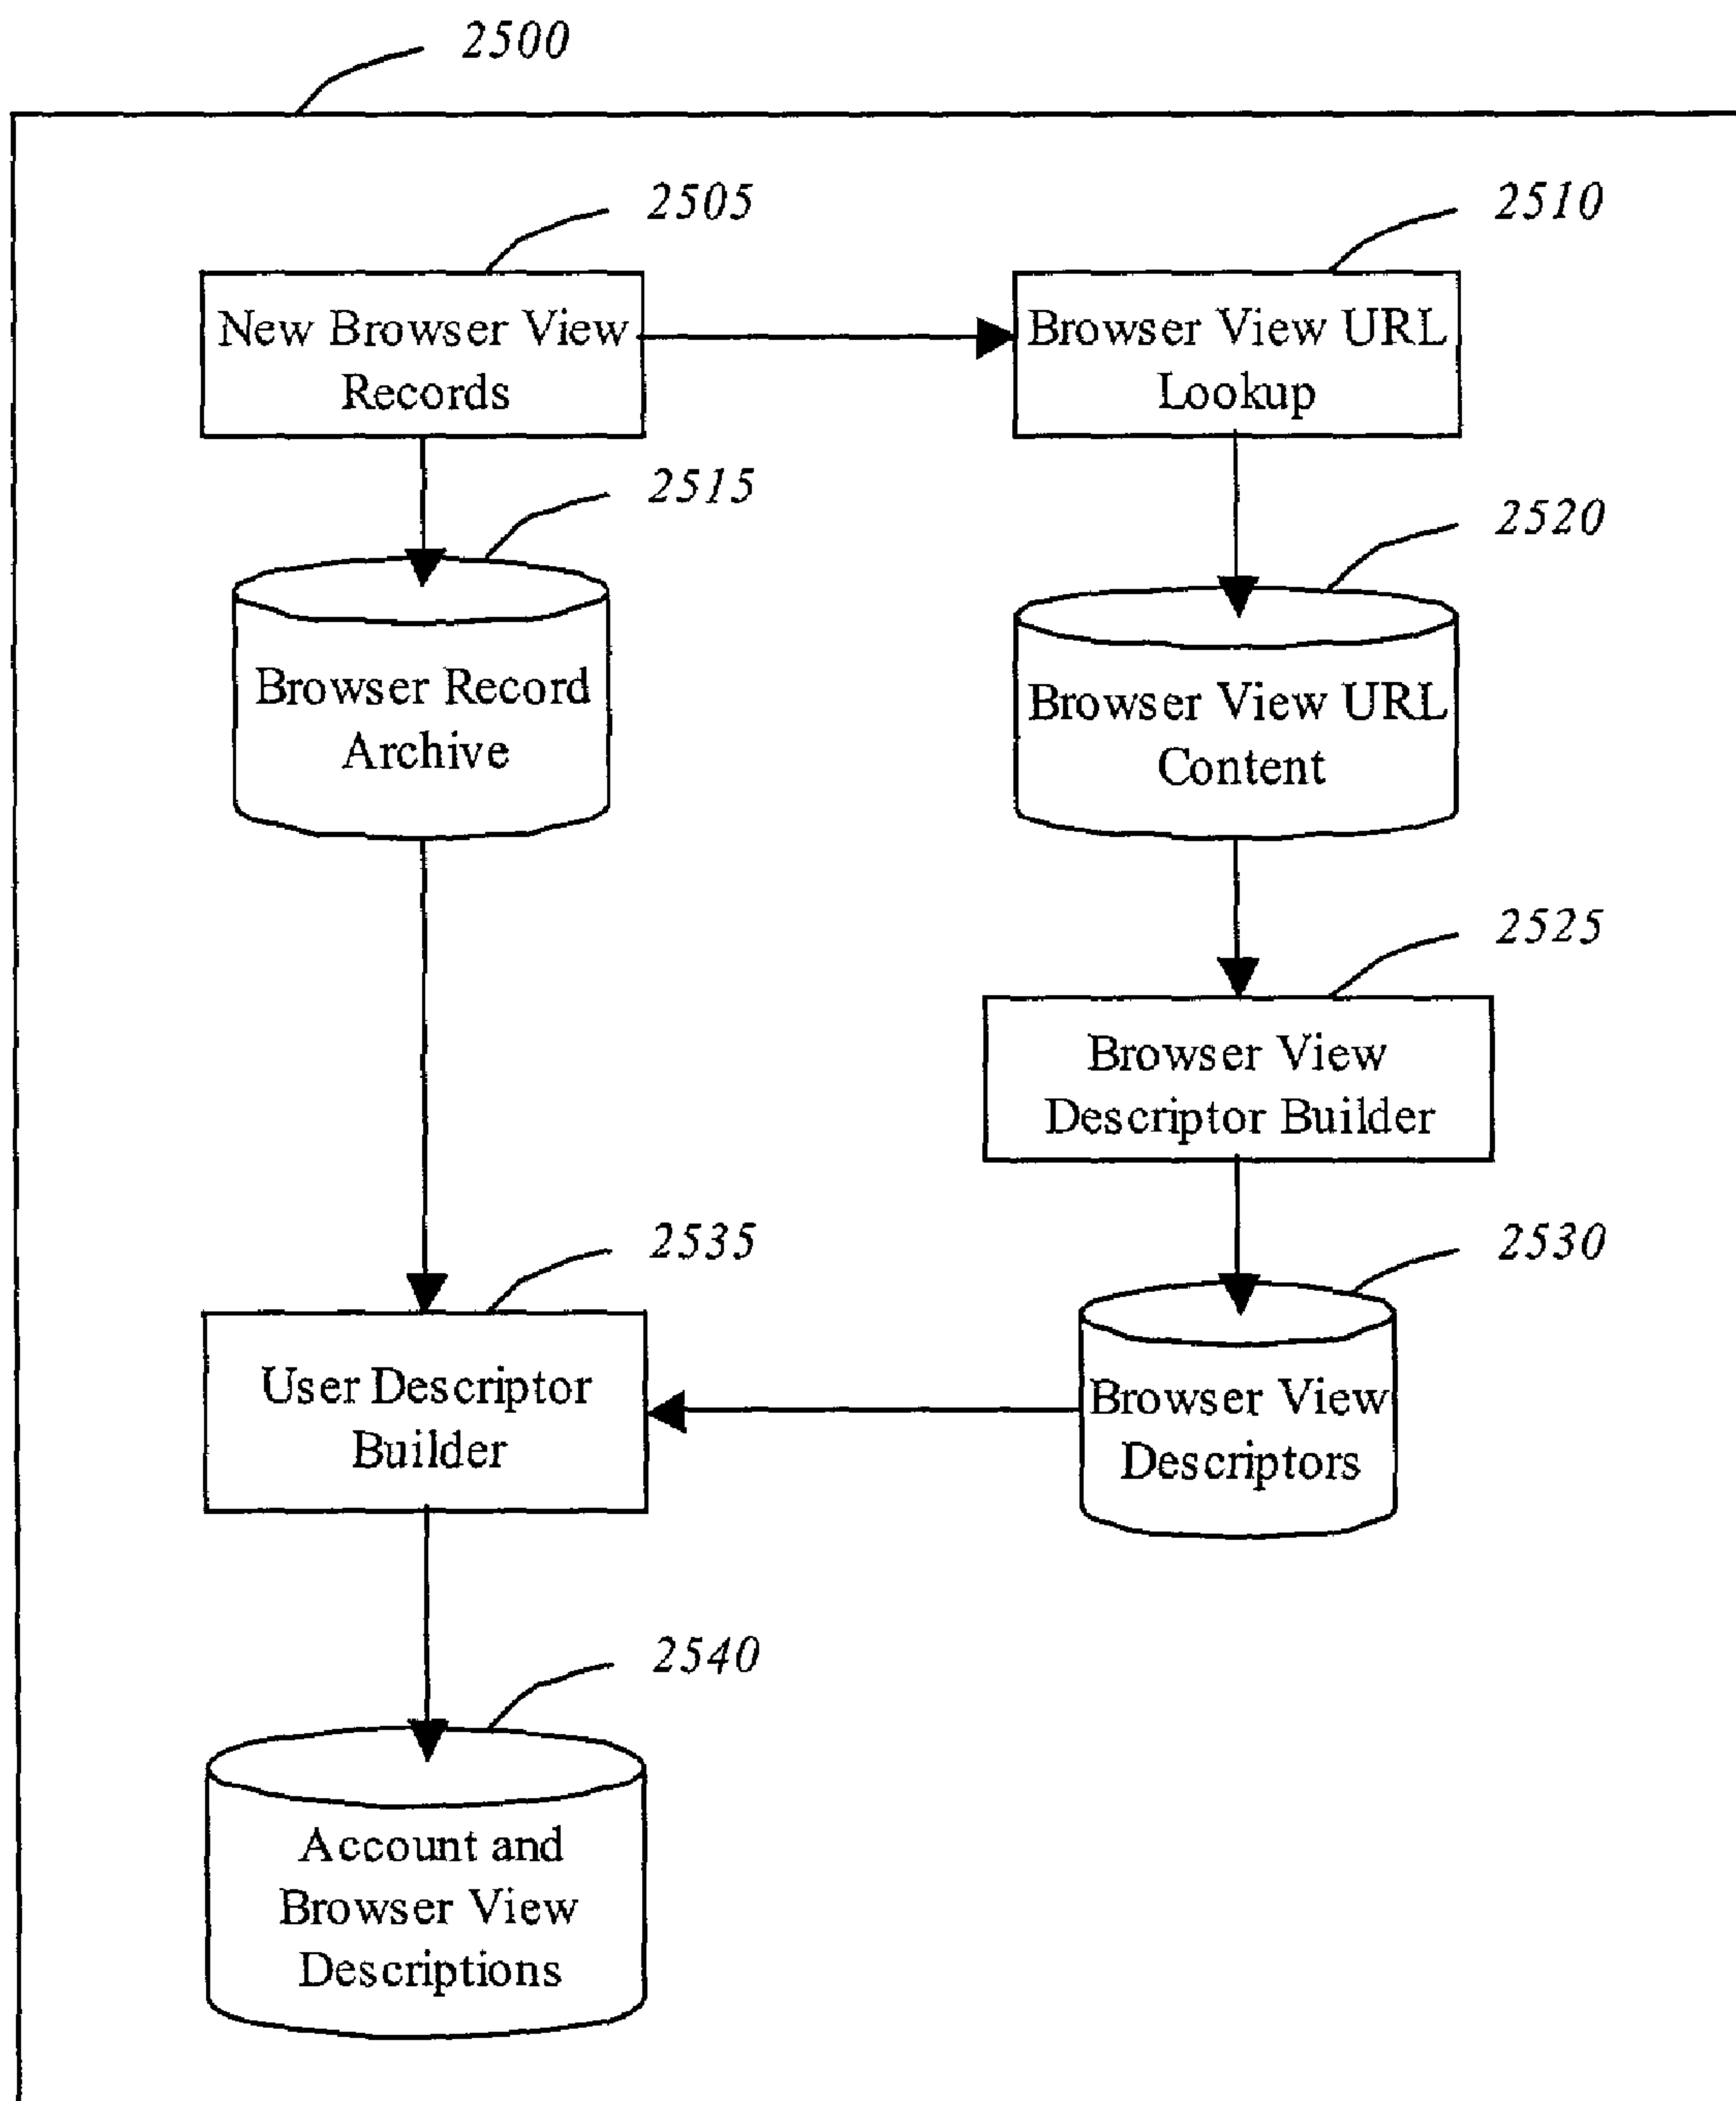 2500
2505
2510
New Browser View
Records
Browser View URL
Lookup
2515
2520
Browser Record
Archive
Browser View URL
Content
2525
Browser View
Descriptor Builder
2535
2530
User Descriptor
Builder
Browser View
Descriptors
2540
Account and
Browser View
Descriptions